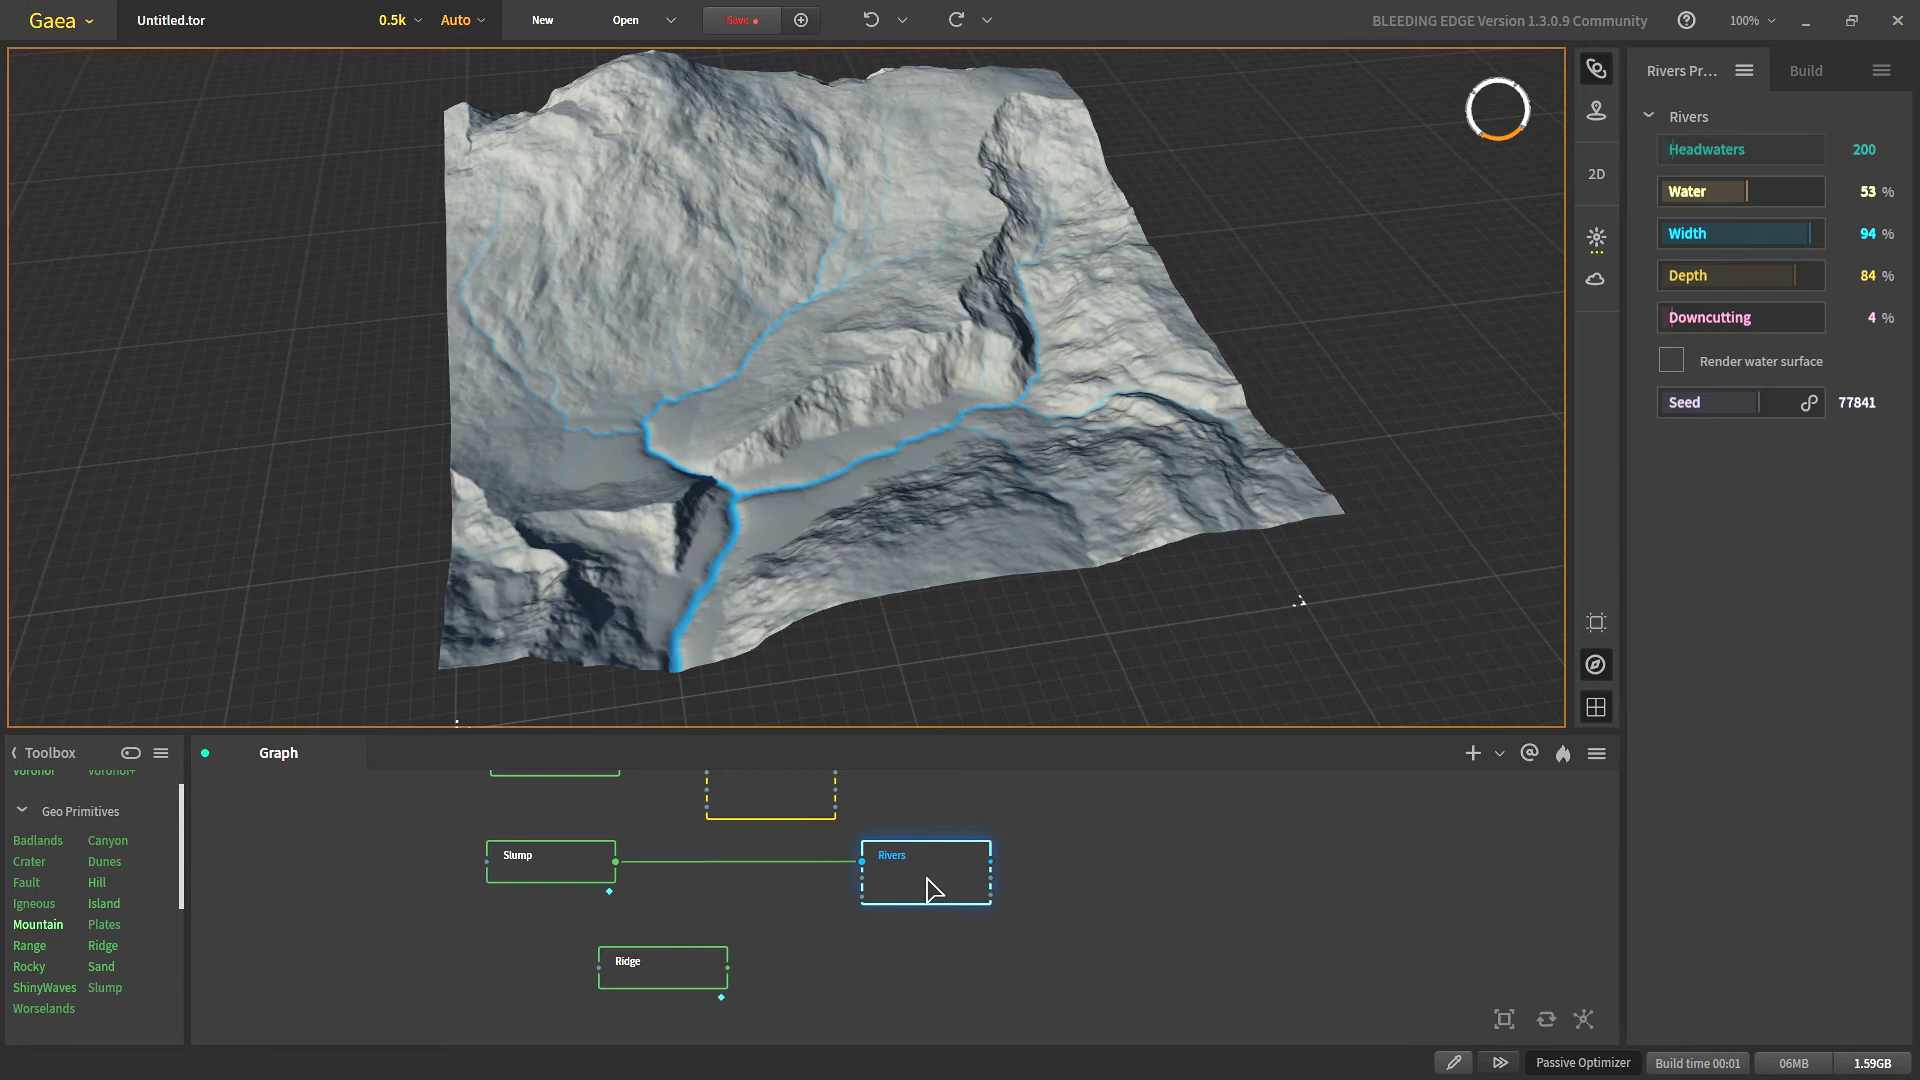 Gaea
Untitled.tor
0.5k
Auto
New
Open
Save
BLEEDING EDGE Version 1.3.0.9 Community
100%
Rivers Pr...
Build
2D
Rivers
Headwaters 200
Water 53 %
Width 94 %
Depth 84 %
Downcutting 4 %
Render water surface
Seed 77841
Toolbox
Graph
Voronoi Voronoi+
Geo Primitives
Badlands Canyon
Crater Dunes
Fault Hill
Igneous Island
Mountain Plates
Range Ridge
Rocky Sand
ShinyWaves Slump
Worselands
Slump
Rivers
Ridge
Passive Optimizer
Build time 00:01
06MB
1.59GB